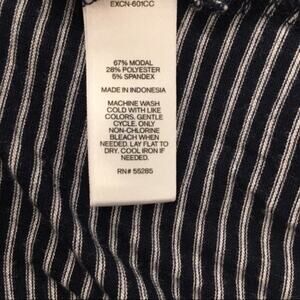 EXCN-601CC
67% MODAL
28% POLYESTER
5% SPANDEX
MADE IN INDONESIA
MACHINE WASH
COLD WITH LIKE
COLORS, GENTLE
CYCLE. ONLY
NON-CHLORINE
BLEACH WHEN
NEEDED. LAY FLAT TO
DRY. COOL IRON IF
NEEDED.
RN# 55285